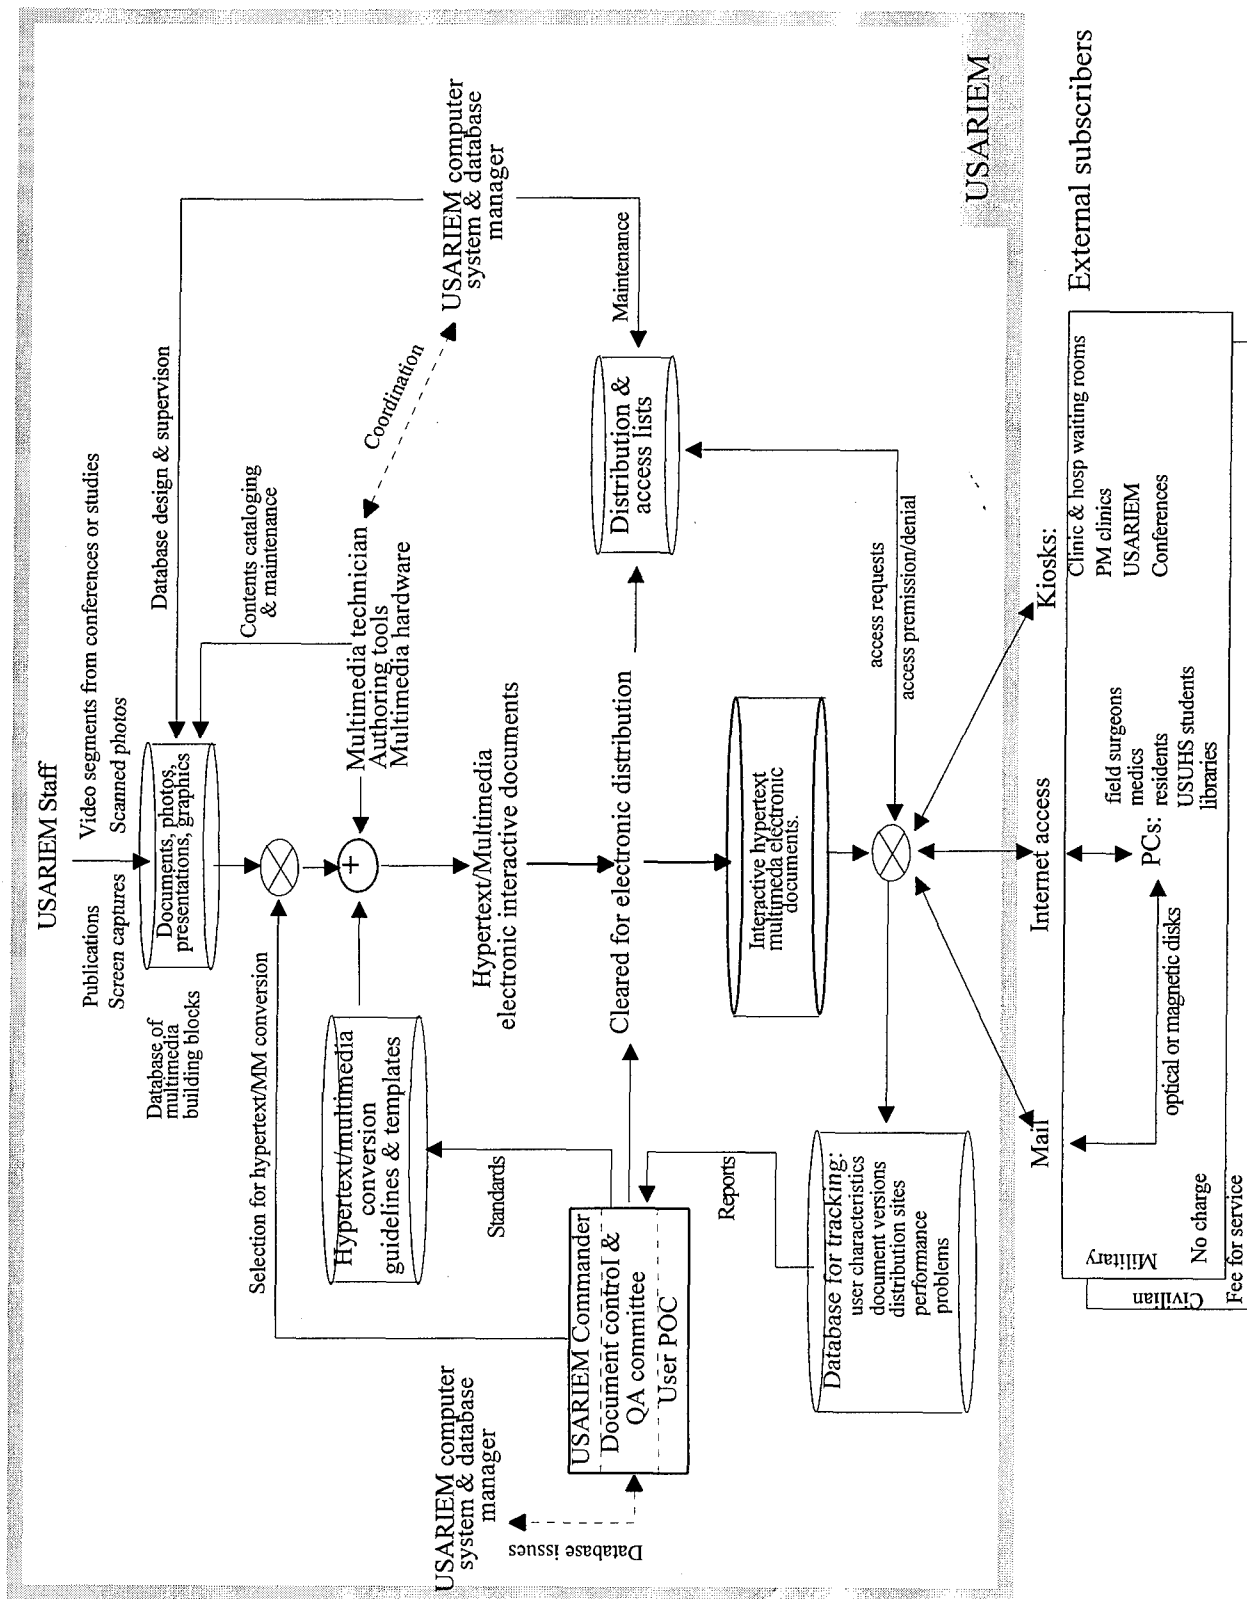 USARIEM Staff
Publications
Screen captures
Video segments from conferences or studies
Scanned photos
Database of
multimedia
building blocks
Documents, photos,
presentations, graphics
Database design & supervision
Contents cataloging
& maintenance
Selection for hypertext/MM conversion
+
Hypertext/multimedia
conversion
guidelines & templates
Multimedia technician
Authoring tools
Multimedia hardware
Coordination
USARIEM computer
system & database
manager
USARIEM computer
system & database
manager
Database issues
Standards
Hypertext/Multimedia
electronic interactive documents
Maintenance
USARIEM Commander
Document control &
QA committee
User POC
Cleared for electronic distribution
Distribution &
access lists
Reports
Interactive hypertext
multimeda electronic
documents.
Database for tracking:
user characteristics
document versions
distribution sites
performance
problems
access requests
access premission/denial
USARIEM
Mail
Internet access
Kiosks:
External subscribers
Clinic & hosp waiting rooms
PM clinics
USARIEM
Conferences
PCs:
field surgeons
medics
residents
USUHS students
libraries
optical or magnetic disks
Military
No charge
Civilian
Fee for service